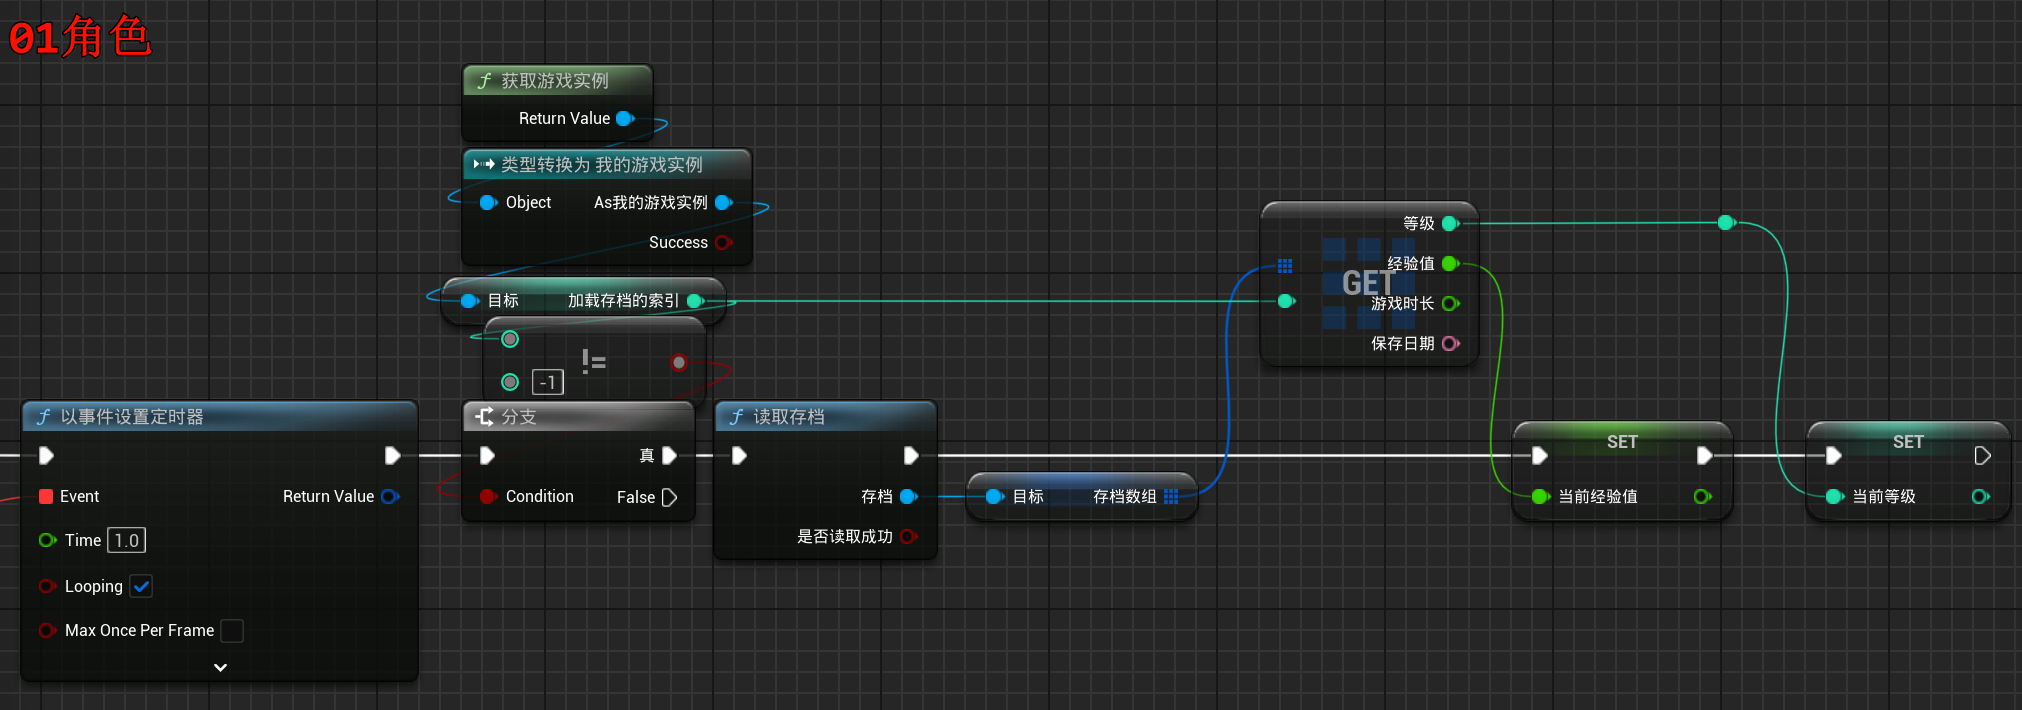 01角色
获取游戏实例
Return Value
类型转换为 我的游戏实例
Object As我的游戏实例
Success
目标 加载存档的索引
!=
-1
以事件设置定时器
Event Return Value
Time 1.0
Looping
Max Once Per Frame
分支
真
Condition False
读取存档
存档
是否读取成功
目标 存档数组
GET
等级
经验值
游戏时长
保存日期
SET
当前经验值
SET
当前等级